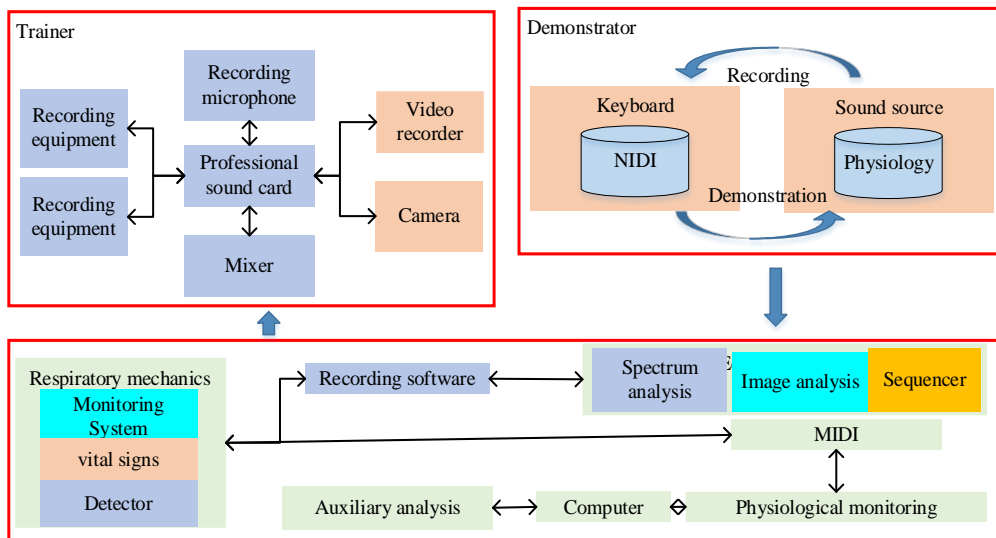 Trainer
Recording
microphone
Recording
equipment
Video
recorder
Professional
sound card
Recording
equipment
Camera
Mixer
Demonstrator
Recording
Keyboard
Sound source
NIDI
Physiology
Demonstration
Respiratory mechanics
Monitoring
System
vital signs
Detector
Recording software
Spectrum
analysis
Image analysis
Sequencer
MIDI
Auxiliary analysis
Computer
Physiological monitoring